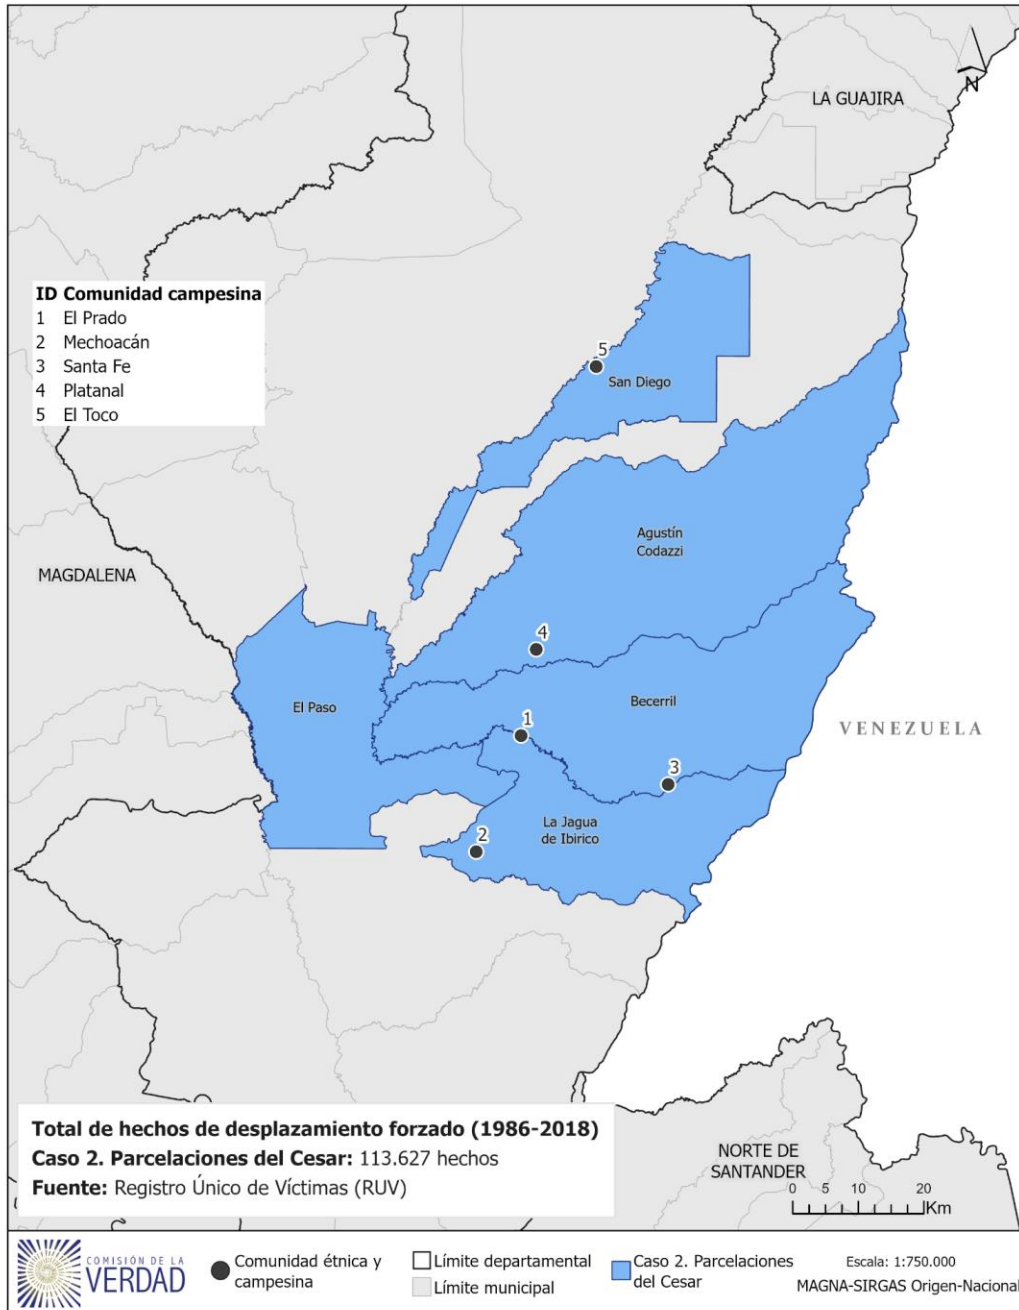 N
LA GUAJIRA
ID Comunidad campesina
1 El Prado
2 Mechoacán
3 Santa Fe
4 Platanal
5 El Toco
5
San Diego
Agustín
Codazzi
MAGDALENA
4
El Paso
Becerril
1
VENEZUELA
3
La Jagua
de Ibirico
2
Total de hechos de desplazamiento forzado (1986-2018)
Caso 2. Parcelaciones del Cesar: 113.627 hechos
Fuente: Registro Único de Víctimas (RUV)
NORTE DE
SANTANDER
0 5 10 20
Km
COMISIÓN DE LA
VERDAD
Comunidad étnica y
campesina
Límite departamental
Límite municipal
Caso 2. Parcelaciones
del Cesar
Escala: 1:750.000
MAGNA-SIRGAS Origen-Nacional